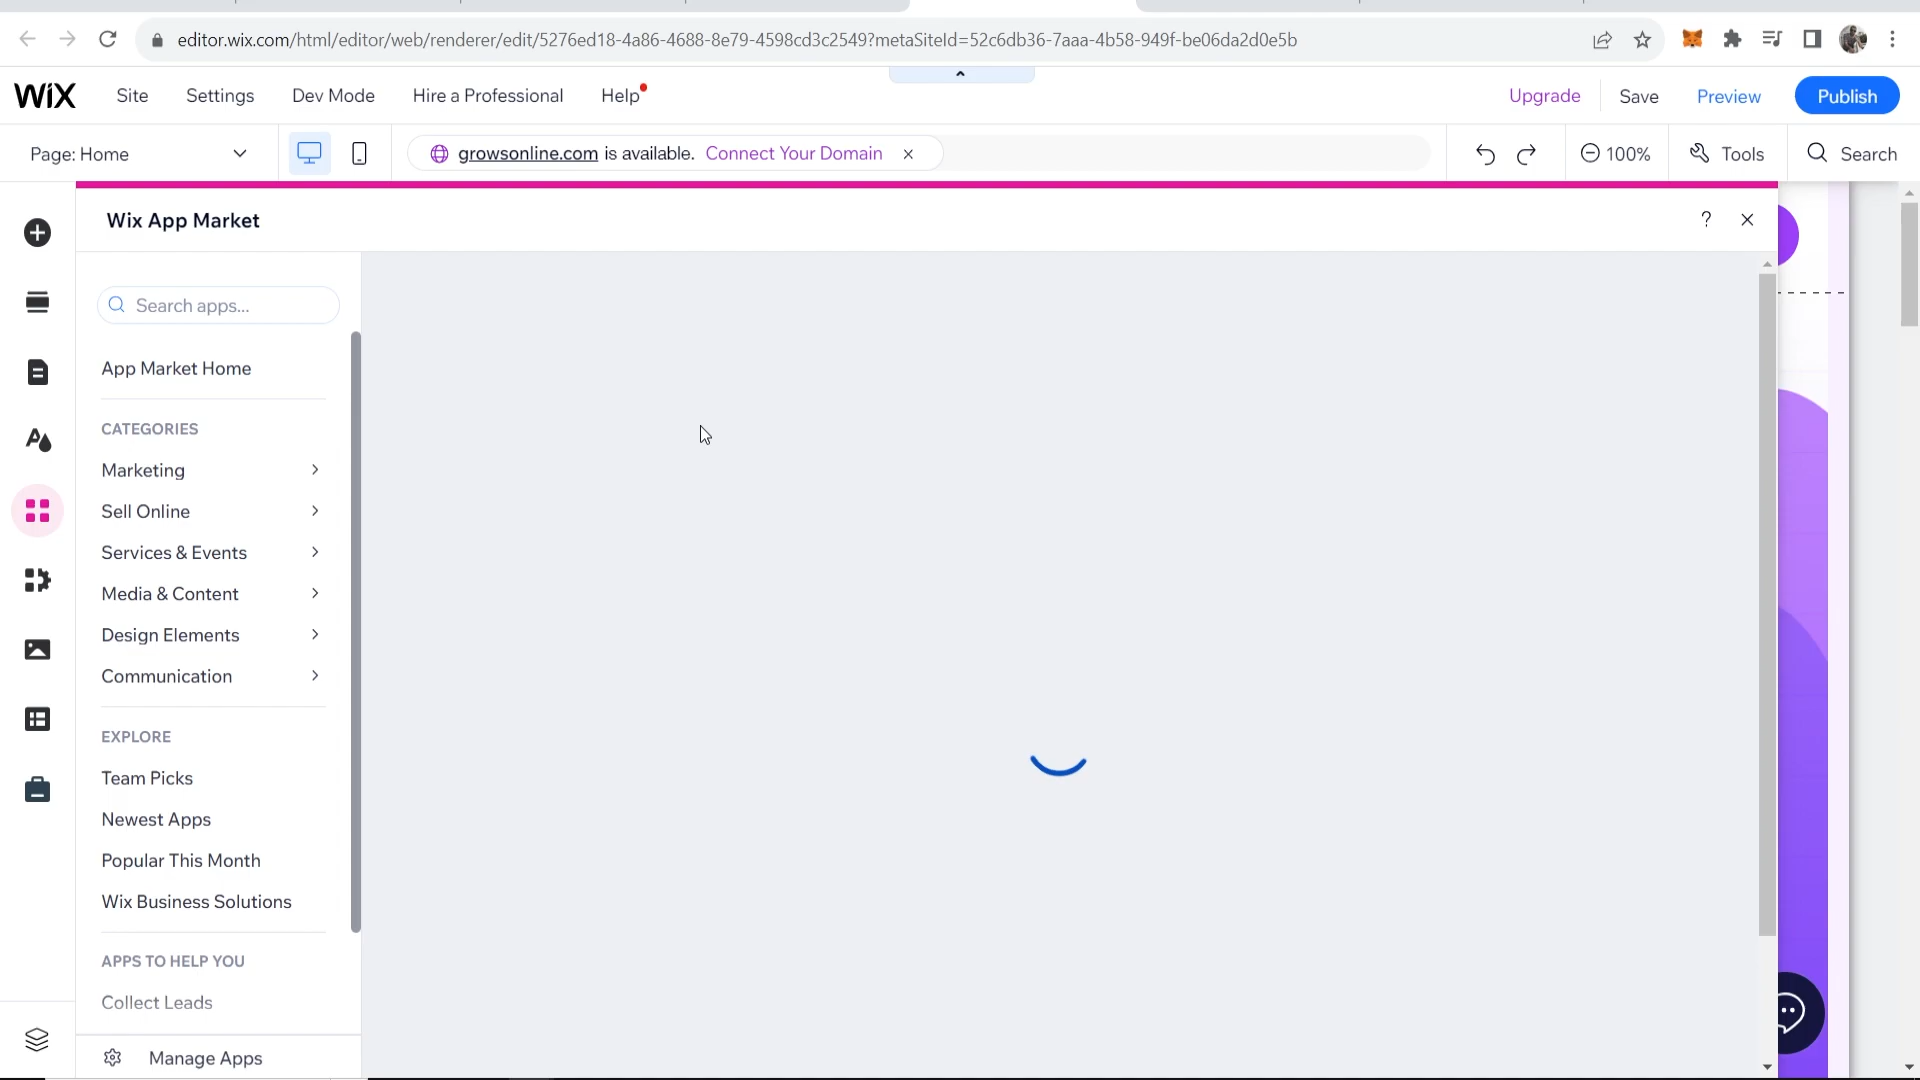 editor.wix.com/html/editor/web/renderer/edit/5276ed18-4a86-4688-8e79-4598cd3c2549?metaSiteId=52c6db36-7aaa-4b58-949f-be06da2d0e5b
WiX Site Settings Dev Mode Hire a Professional Help Upgrade Save Preview Publish
Page: Home growsonline.com is available. Connect Your Domain 100% Tools Search
Wix App Market ?
Search apps...
App Market Home
CATEGORIES
Marketing
Sell Online
Services & Events
Media & Content
Design Elements
Communication
EXPLORE
Team Picks
Newest Apps
Popular This Month
Wix Business Solutions
APPS TO HELP YOU
Collect Leads
Manage Apps